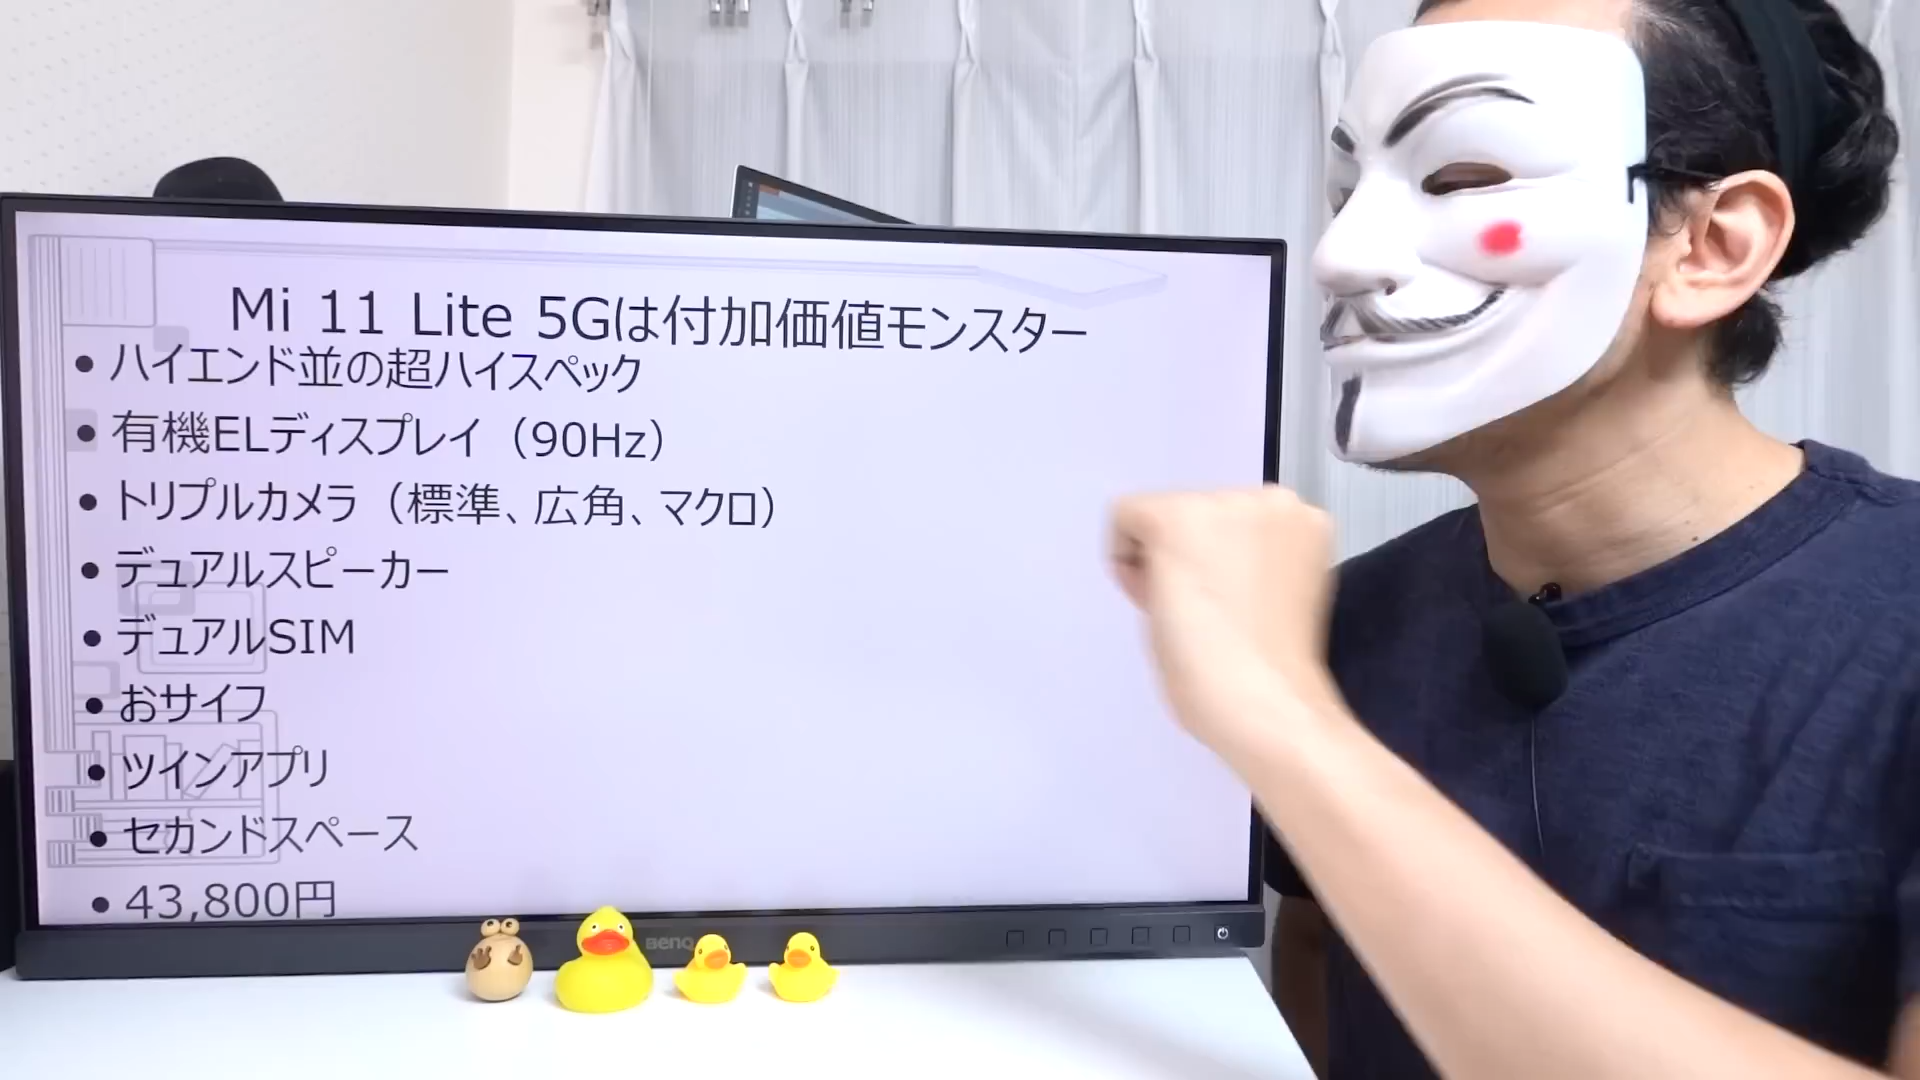 Mi 11 Lite 5Gは付加価値モンスター
• ハイエンド並の超ハイスペック
• 有機ELディスプレイ（90Hz）
• トリプルカメラ（標準、広角、マクロ）
• デュアルスピーカー
• デュアルSIM
• おサイフ
• ツインアプリ
• セカンドスペース
• 43,800円
BenQ